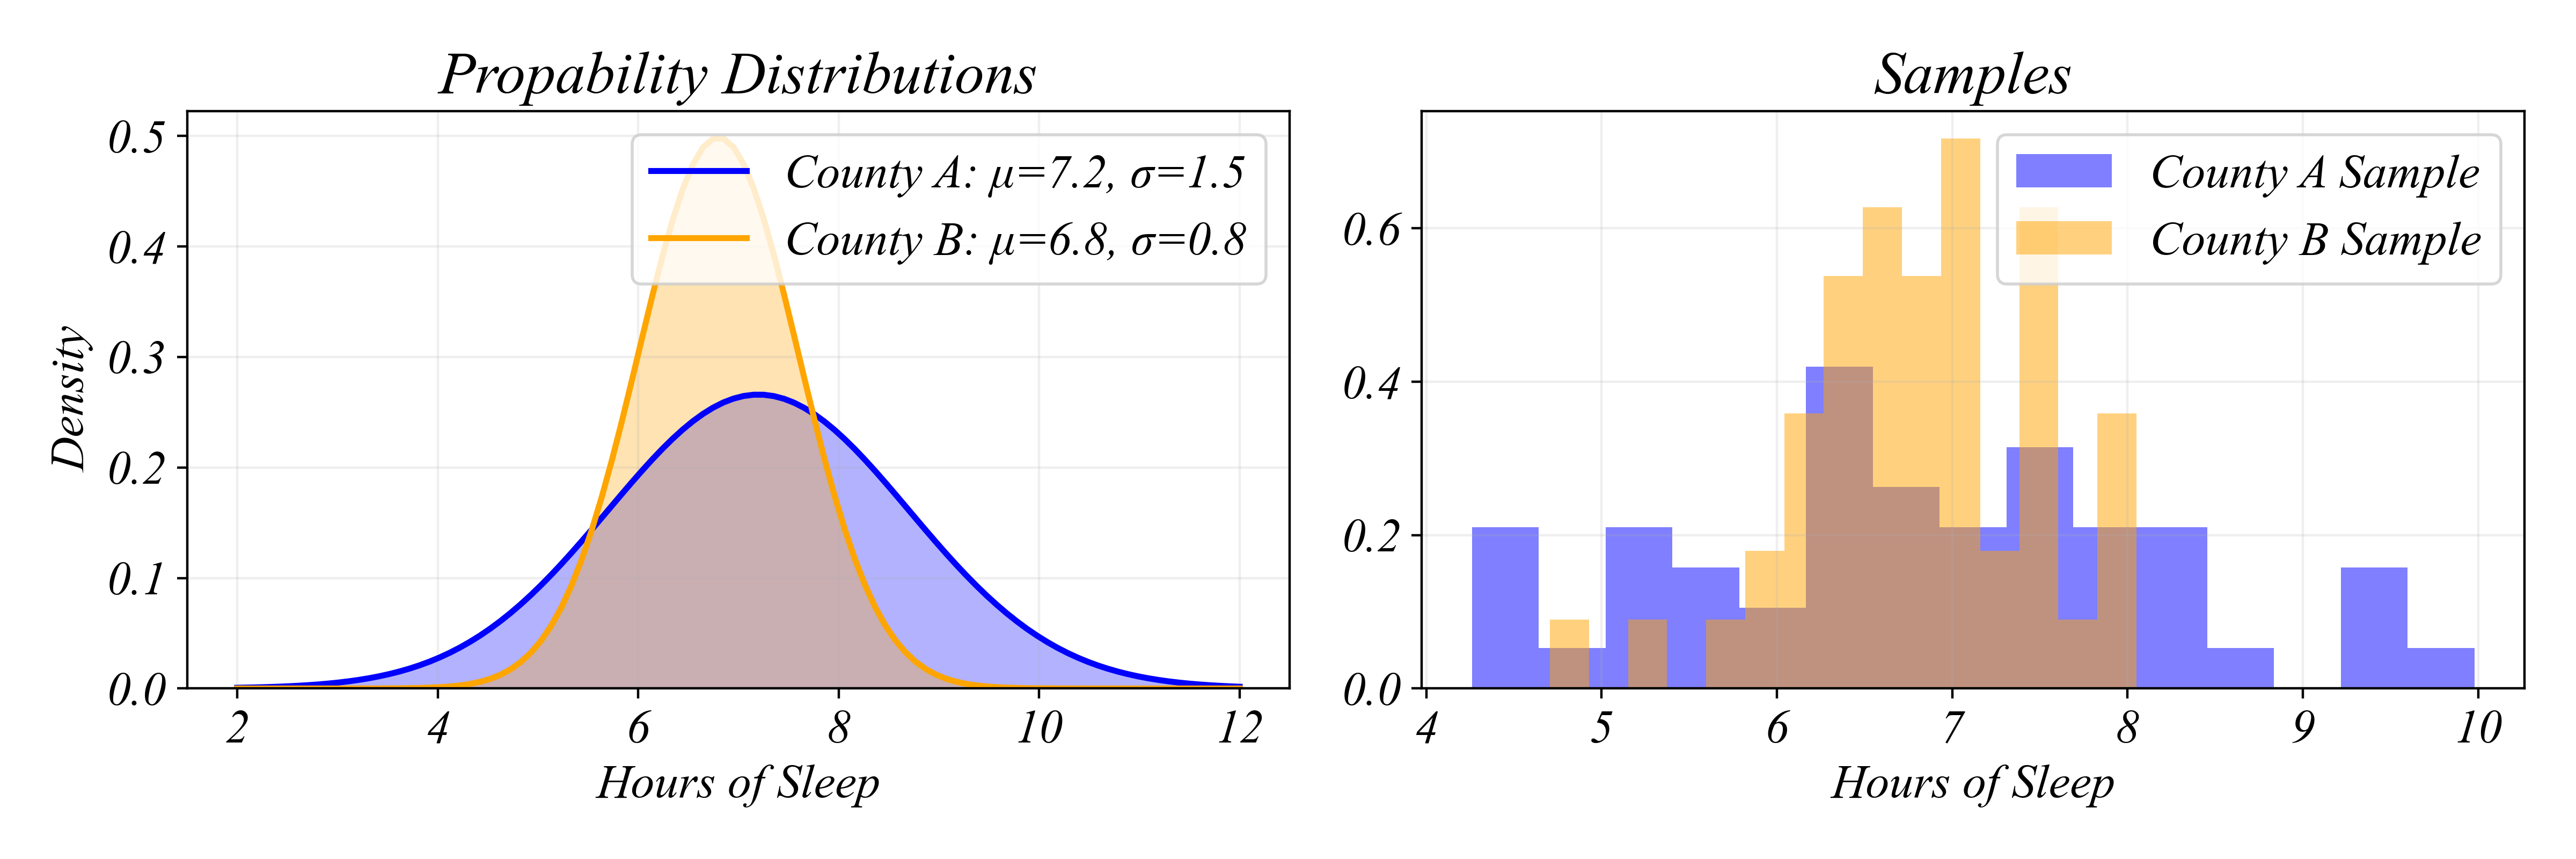 Propability Distributions
Density
0.5
0.4
0.3
0.2
0.1
0.0
County A: μ=7.2, σ=1.5
County B: μ=6.8, σ=0.8
2 4 6 8 10 12
Hours of Sleep
Samples
0.6
0.4
0.2
0.0
County A Sample
County B Sample
4 5 6 7 8 9 10
Hours of Sleep